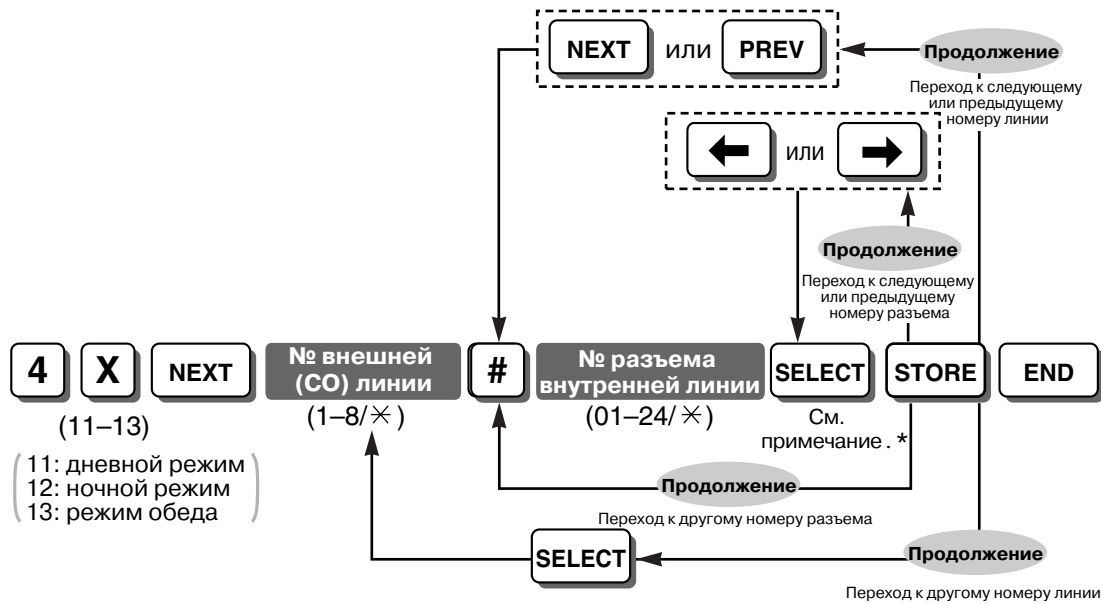 NEXT или PREV
Продолжение
Переход к следующему
или предыдущему
номеру линии
← или →
Продолжение
Переход к следующему
или предыдущему
номеру разъема
4 X NEXT
№ внешней
(CO) линии
#
№ разъема
внутренней линии
SELECT STORE END
(11–13)
(1–8/✳)
(01–24/✳)
См.
примечание . *
11: дневной режим
12: ночной режим
13: режим обеда
Продолжение
Переход к другому номеру разъема
SELECT
Продолжение
Переход к другому номеру линии